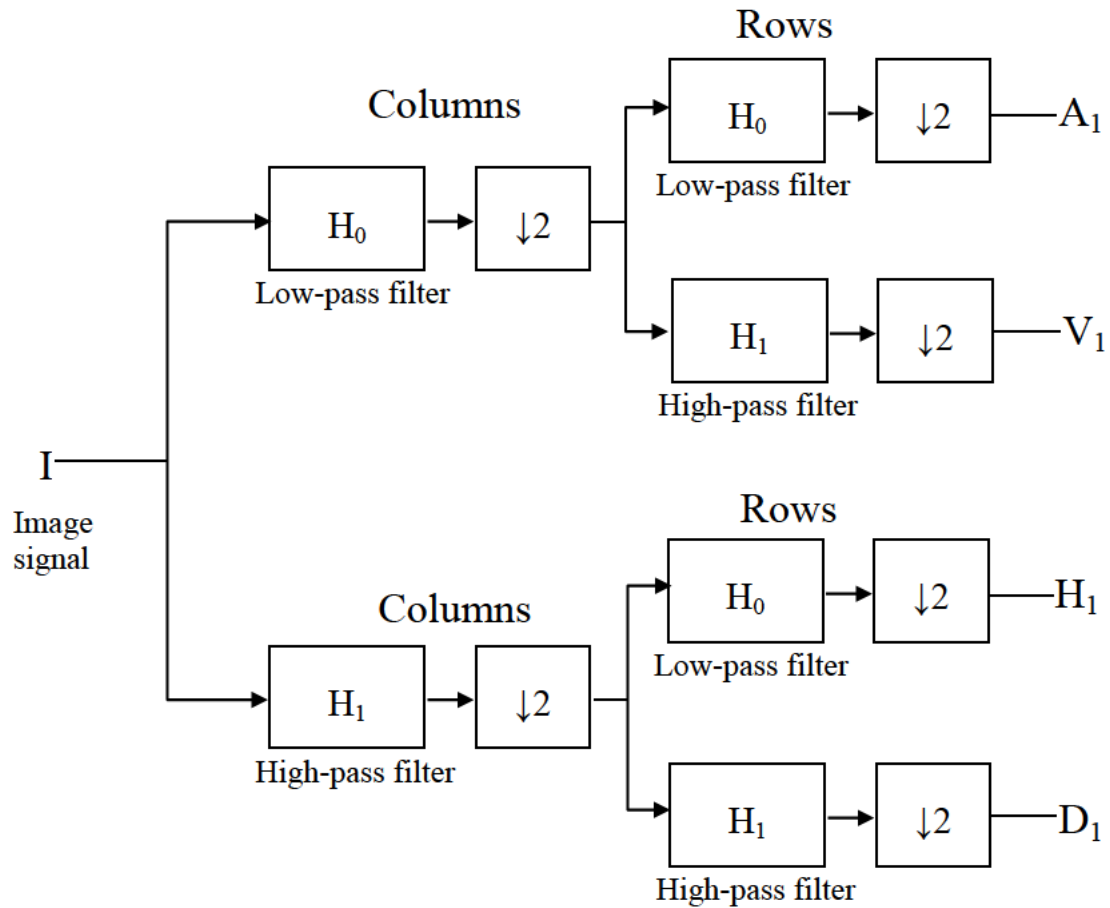 Rows
Columns
H₀
↓2
A₁
Low-pass filter
H₀
↓2
Low-pass filter
H₁
↓2
V₁
High-pass filter
I
Image
signal
Rows
Columns
H₀
↓2
H₁
Low-pass filter
H₁
↓2
High-pass filter
H₁
↓2
D₁
High-pass filter